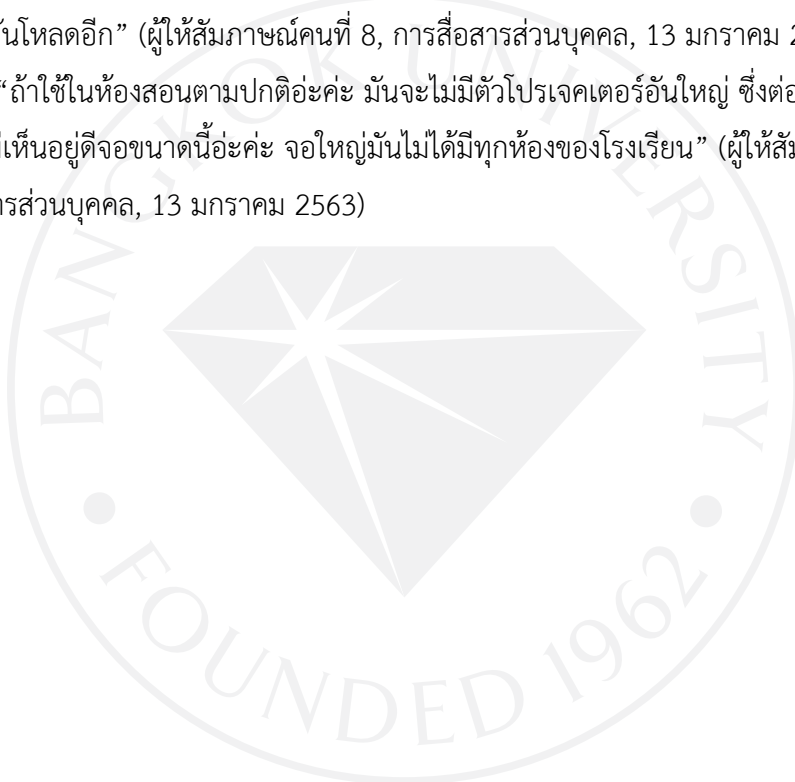 ันโหลดอีก” (ผู้ให้สัมภาษณ์คนที่ 8, การสื่อสารส่วนบุคคล, 13 มกราคม 2
“ถ้าใช้ในห้องสอนตามปกติอ่ะค่ะ มันจะไม่มีตัวโปรเจคเตอร์อันใหญ่ ซึ่งต่อ
เห็นอยู่ดีจอขนาดนี้อ่ะค่ะ จอใหญ่มันไม่ได้มีทุกห้องของโรงเรียน” (ผู้ให้สัม
ารส่วนบุคคล, 13 มกราคม 2563)
BANGKOK UNIVERSITY
FOUNDED 1962